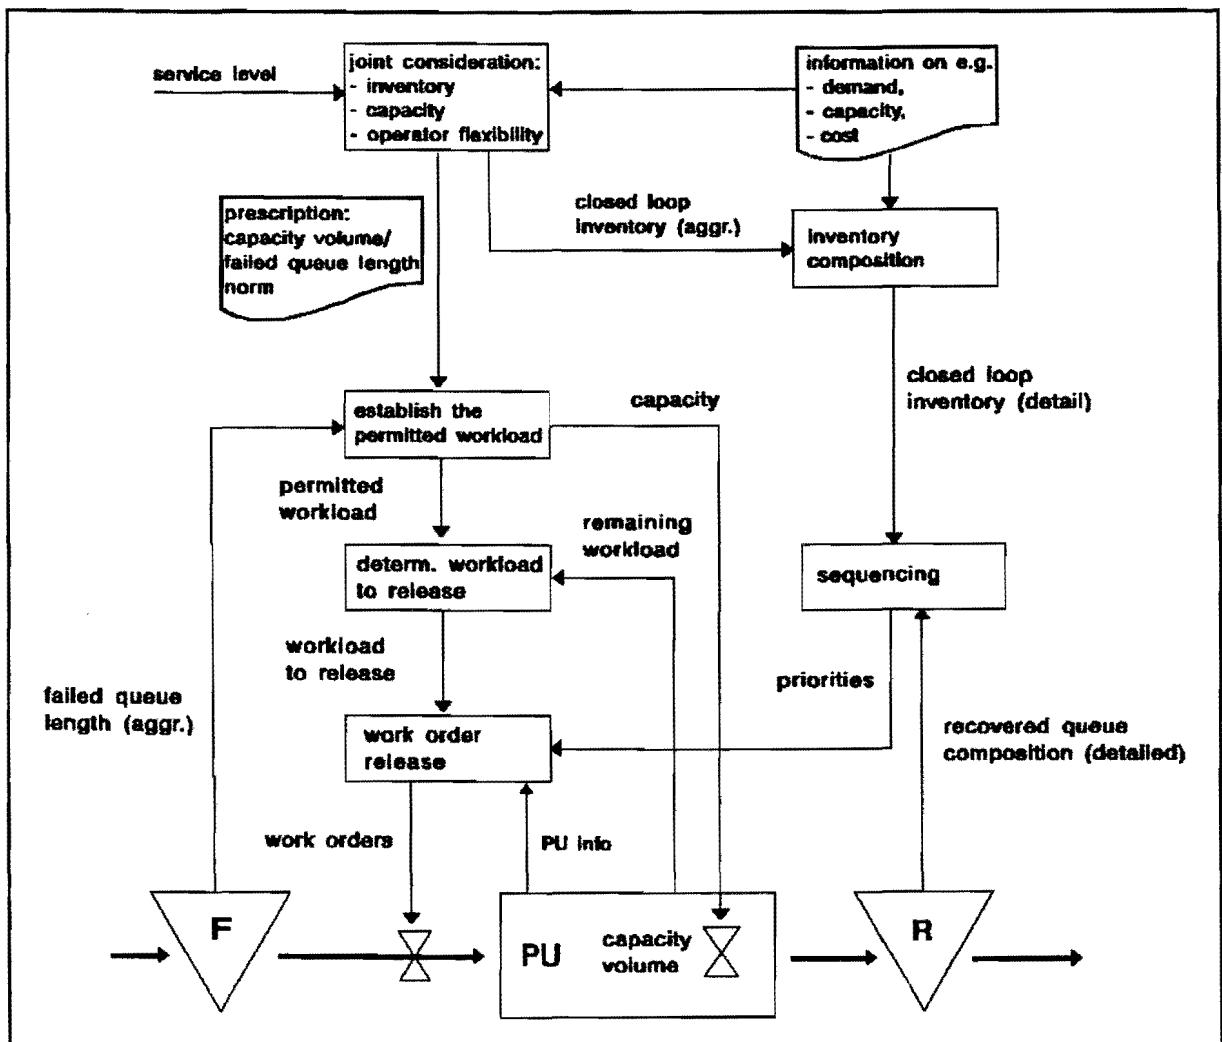 service level
joint consideration:
- inventory
- capacity
- operator flexibility
information on e.g.
- demand,
- capacity,
- cost
prescription:
capacity volume/
failed queue length
norm
closed loop
inventory (aggr.)
inventory
composition
closed loop
inventory (detail)
establish the
permitted workload
capacity
permitted
workload
remaining
workload
determ. workload
to release
sequencing
workload
to release
priorities
failed queue
length (aggr.)
work order
release
recovered queue
composition (detailed)
work orders
PU info
F
PU
capacity
volume
R